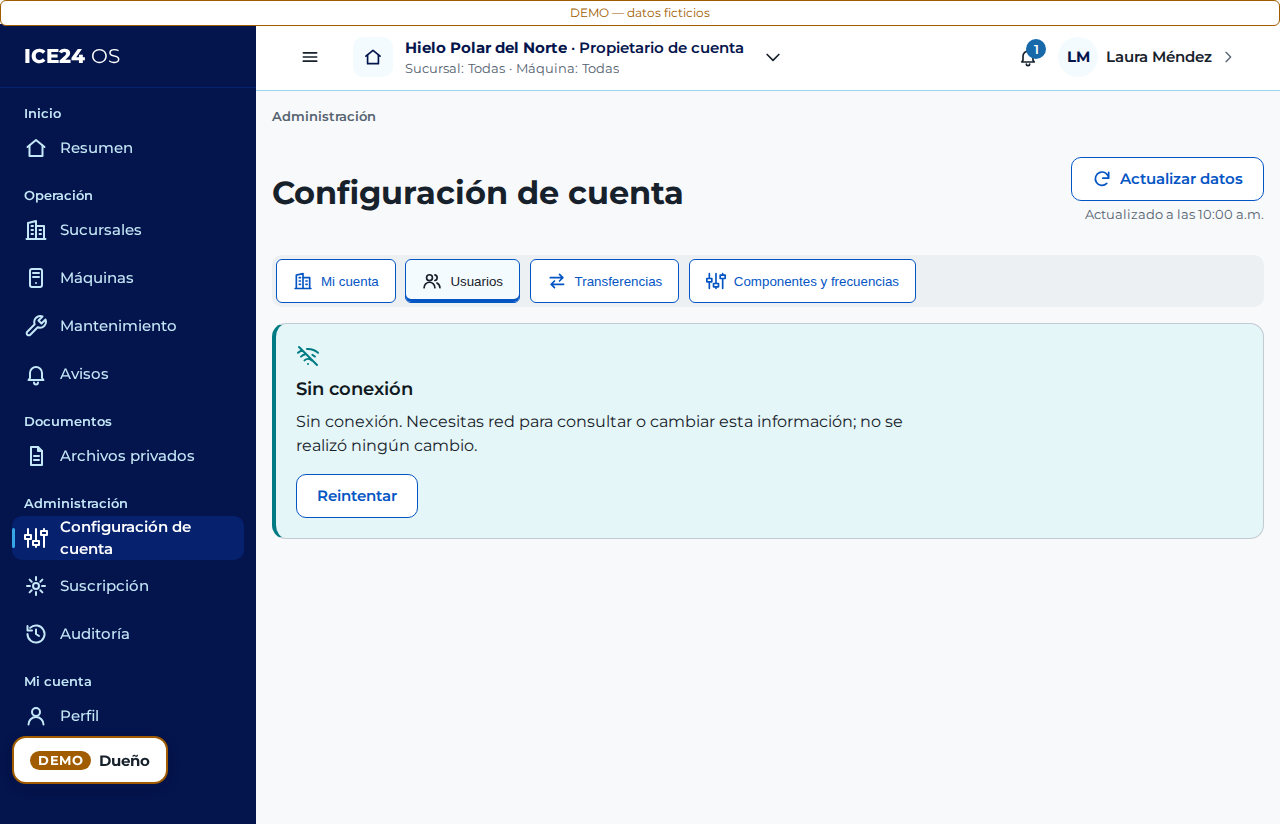 DEMO — datos ficticios
ICE24 OS
Inicio
Resumen
Operación
Sucursales
Máquinas
Mantenimiento
Avisos
Documentos
Archivos privados
Administración
Configuración de
cuenta
Suscripción
Auditoría
Mi cuenta
Perfil
DEMO Dueño
Hielo Polar del Norte · Propietario de cuenta
Sucursal: Todas · Máquina: Todas
1
LM Laura Méndez
Administración
Configuración de cuenta
Actualizar datos
Actualizado a las 10:00 a.m.
Mi cuenta
Usuarios
Transferencias
Componentes y frecuencias
Sin conexión
Sin conexión. Necesitas red para consultar o cambiar esta información; no se
realizó ningún cambio.
Reintentar